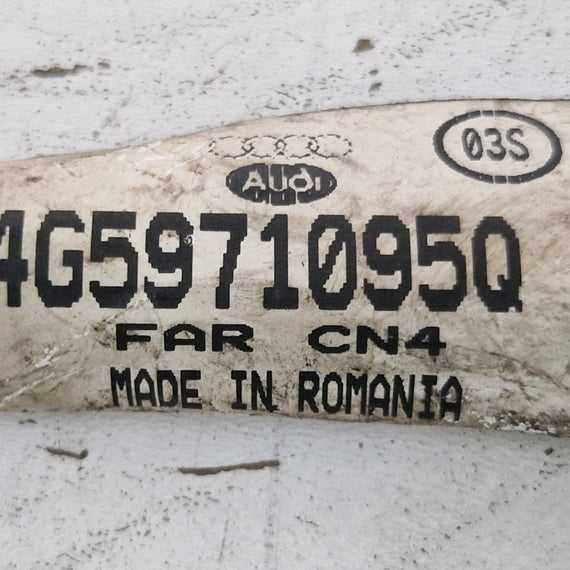 03S
AUDI
4G5971095Q
FAR CN4
MADE IN ROMANIA